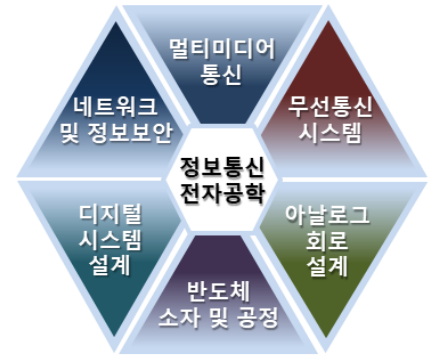 멀티미디어
통신
네트워크
및 정보보안
무선통신
시스템
정보통신
전자공학
디지털
시스템
설계
아날로그
회로
설계
반도체
소자 및 공정